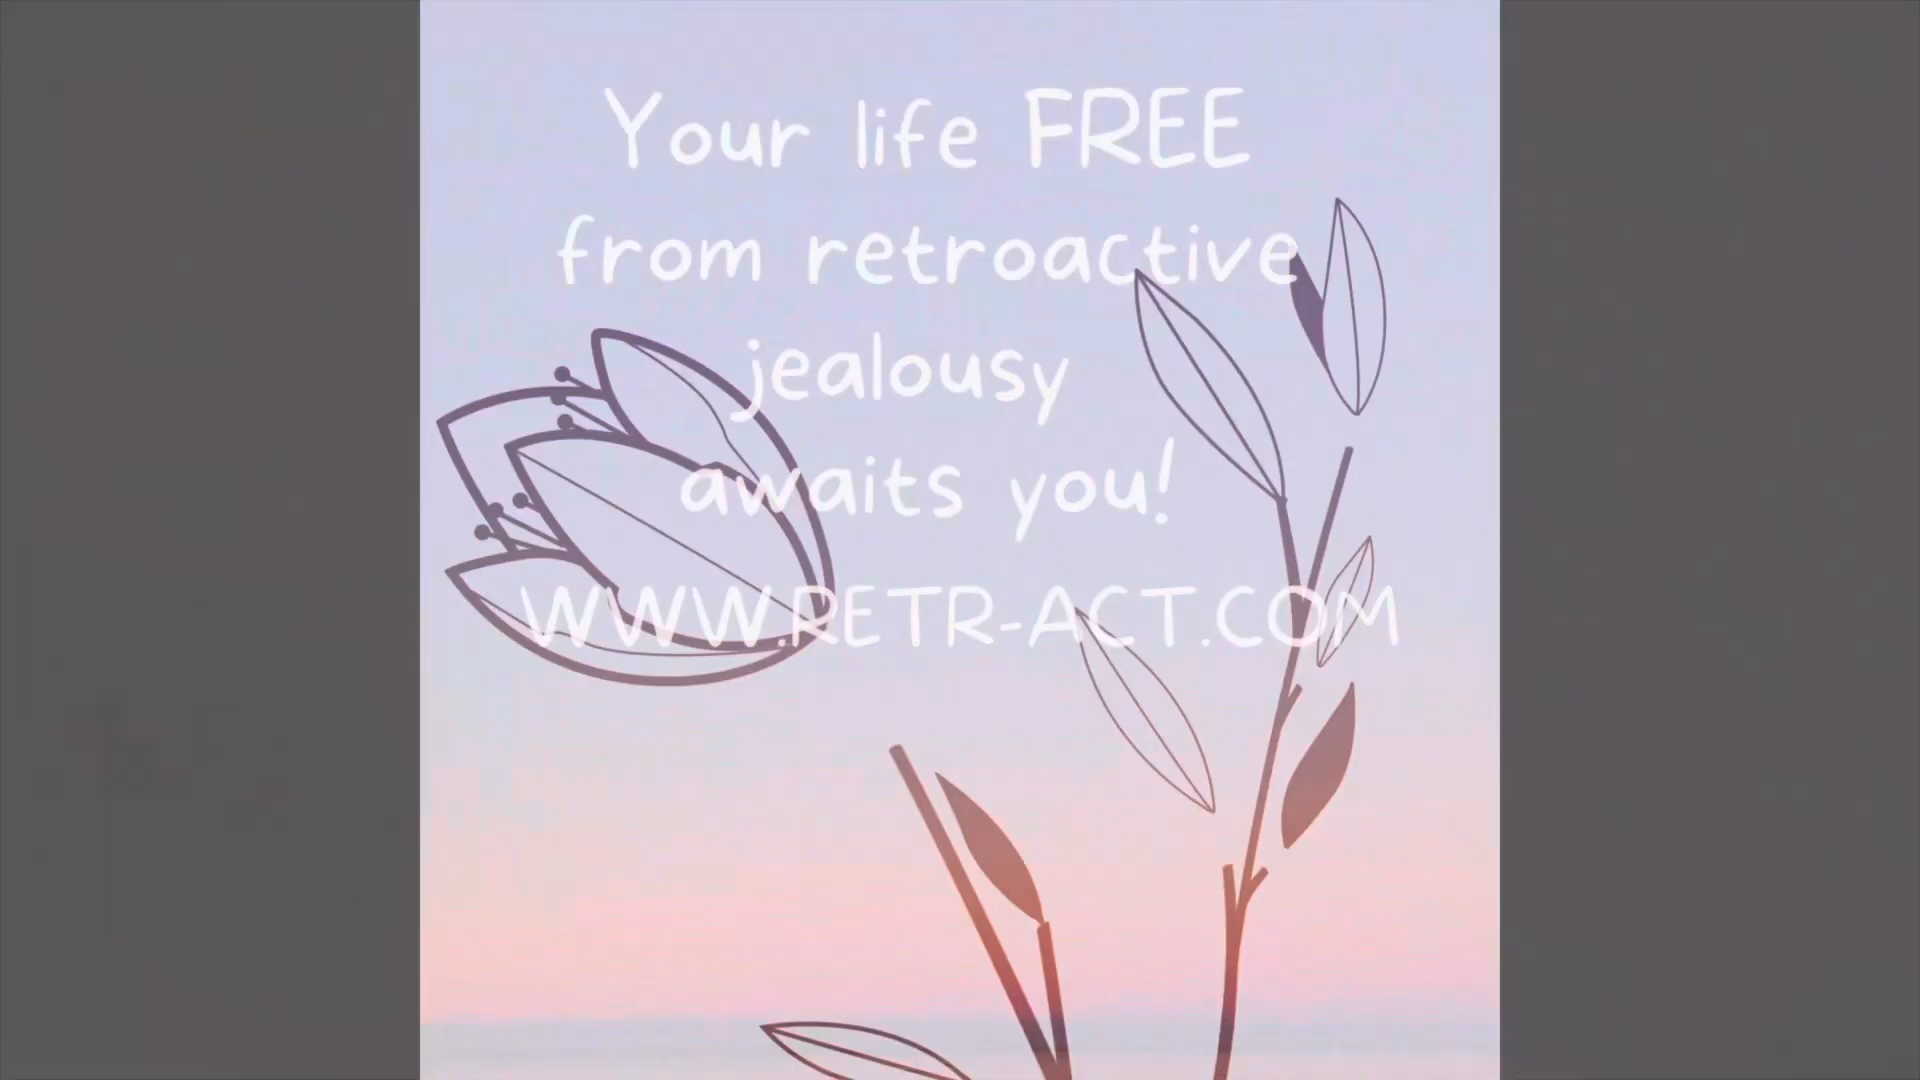 Your life FREE
from retroactive
jealousy
awaits you!
WWW.RETR-ACT.COM